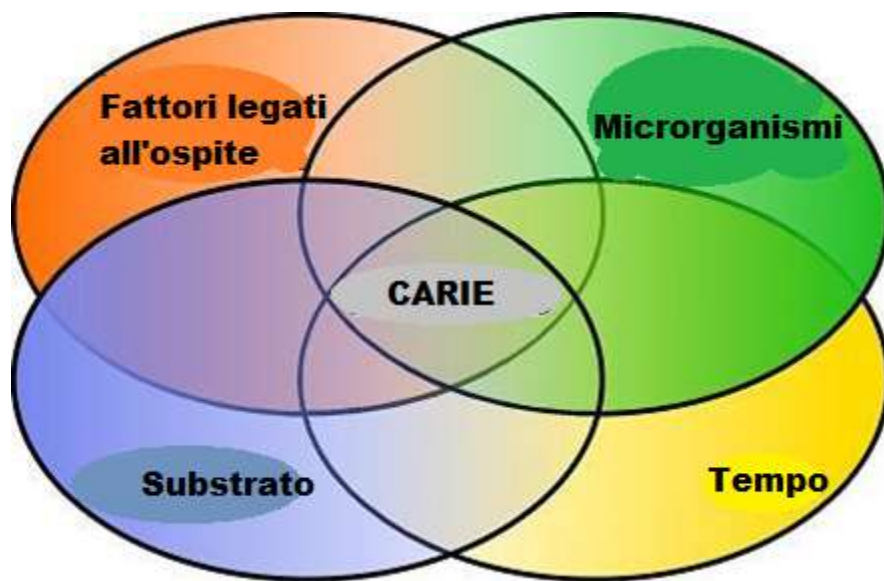 Fattori legati
all'ospite
Microrganismi
CARIE
Substrato
Tempo